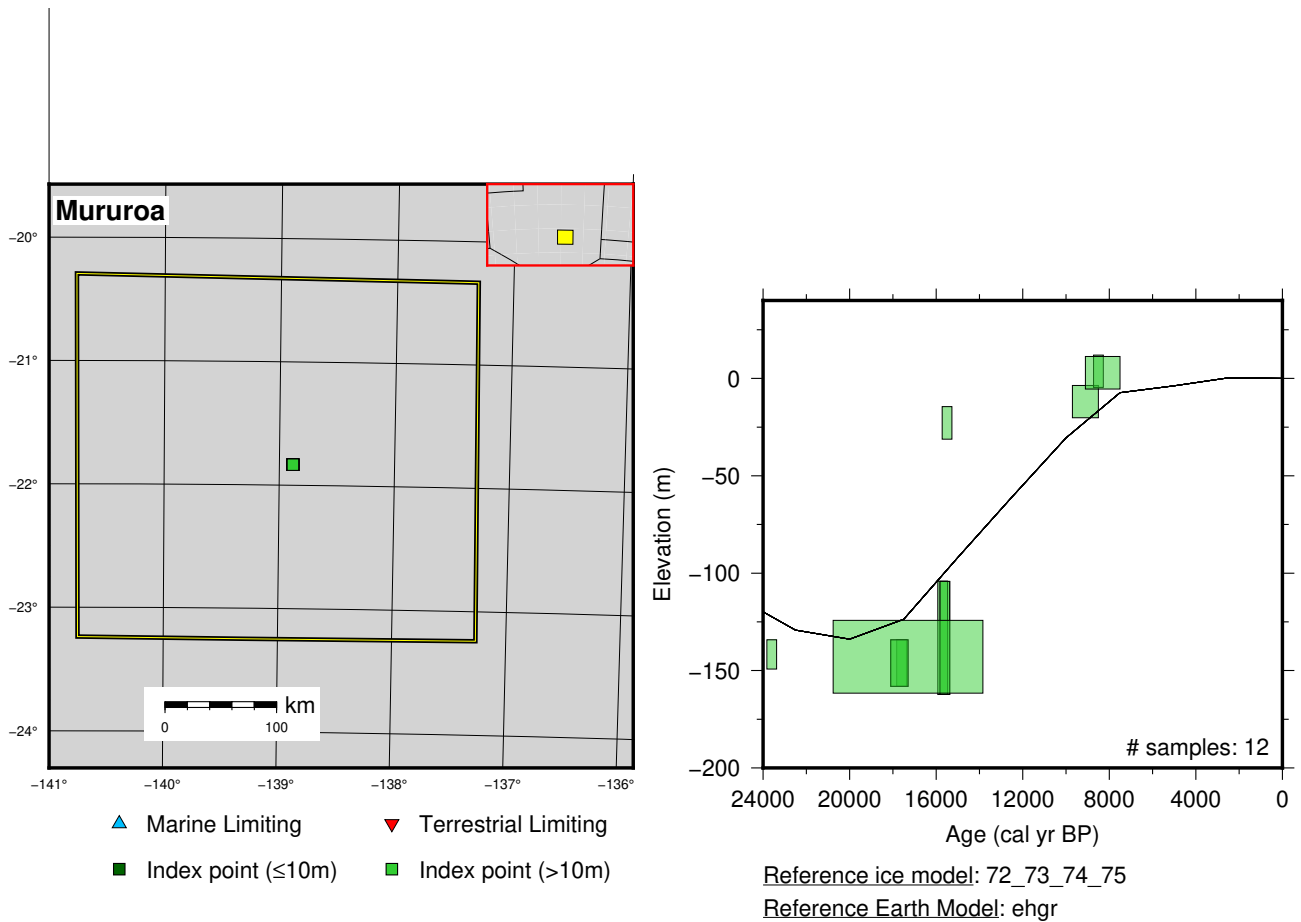 Mururoa
−20°
−21°
−22°
−23°
−24°
km
0 100
−141° −140° −139° −138° −137° −136°
Marine Limiting
Terrestrial Limiting
Index point (≤10m)
Index point (>10m)
Elevation (m)
0
−50
−100
−150
−200
# samples: 12
24000 20000 16000 12000 8000 4000 0
Age (cal yr BP)
Reference ice model: 72_73_74_75
Reference Earth Model: ehgr